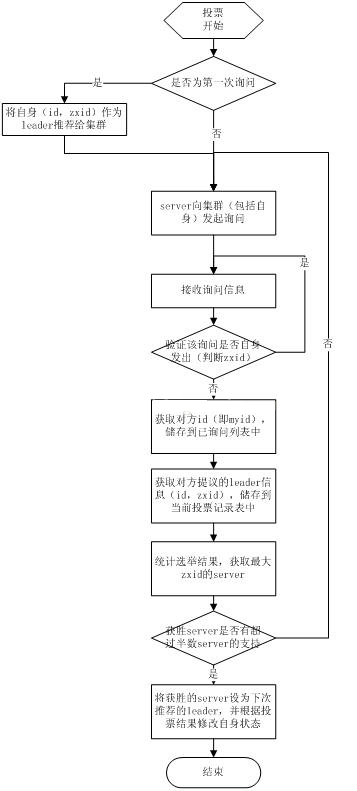 投票
开始
是否为第一次询问
是
将自身（id，zxid）作为
leader推荐给集群
否
server向集群（包括自
身）发起询问
是
接收询问信息
否
验证该询问是否自身
发出（判断zxid）
否
获取对方id（即myid），
储存到已询问列表中
获取对方提议的leader信
息（id，zxid），储存到
当前投票记录表中
统计选举结果，获取最大
zxid的server
获胜server是否有超
过半数server的支持
是
将获胜的server设为下次
推荐的leader，并根据投
票结果修改自身状态
结束